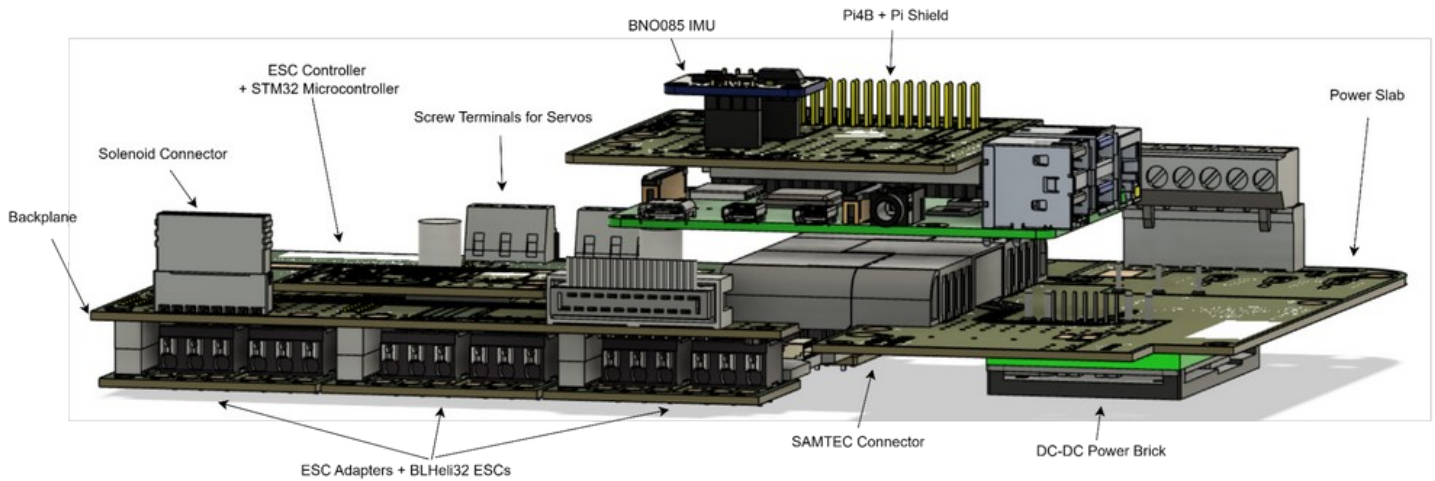 Pi4B + Pi Shield
BNO085 IMU
ESC Controller
+ STM32 Microcontroller
Power Slab
Screw Terminals for Servos
Solenoid Connector
Backplane
SAMTEC Connector
DC-DC Power Brick
ESC Adapters + BLHeli32 ESCs